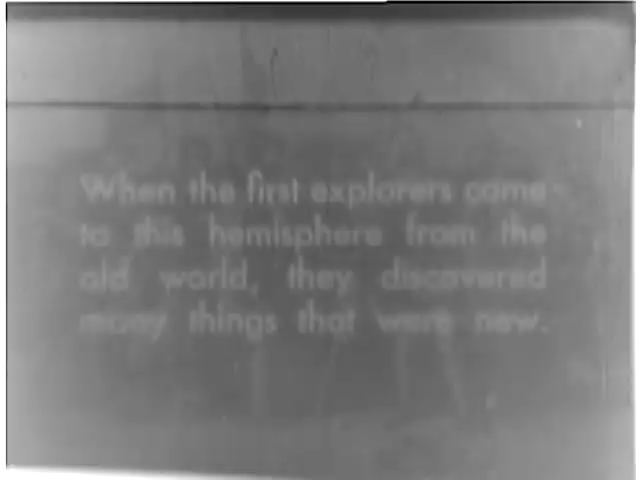 When the first explorers came
to this hemisphere from the
old world, they discovered
many things that were new.